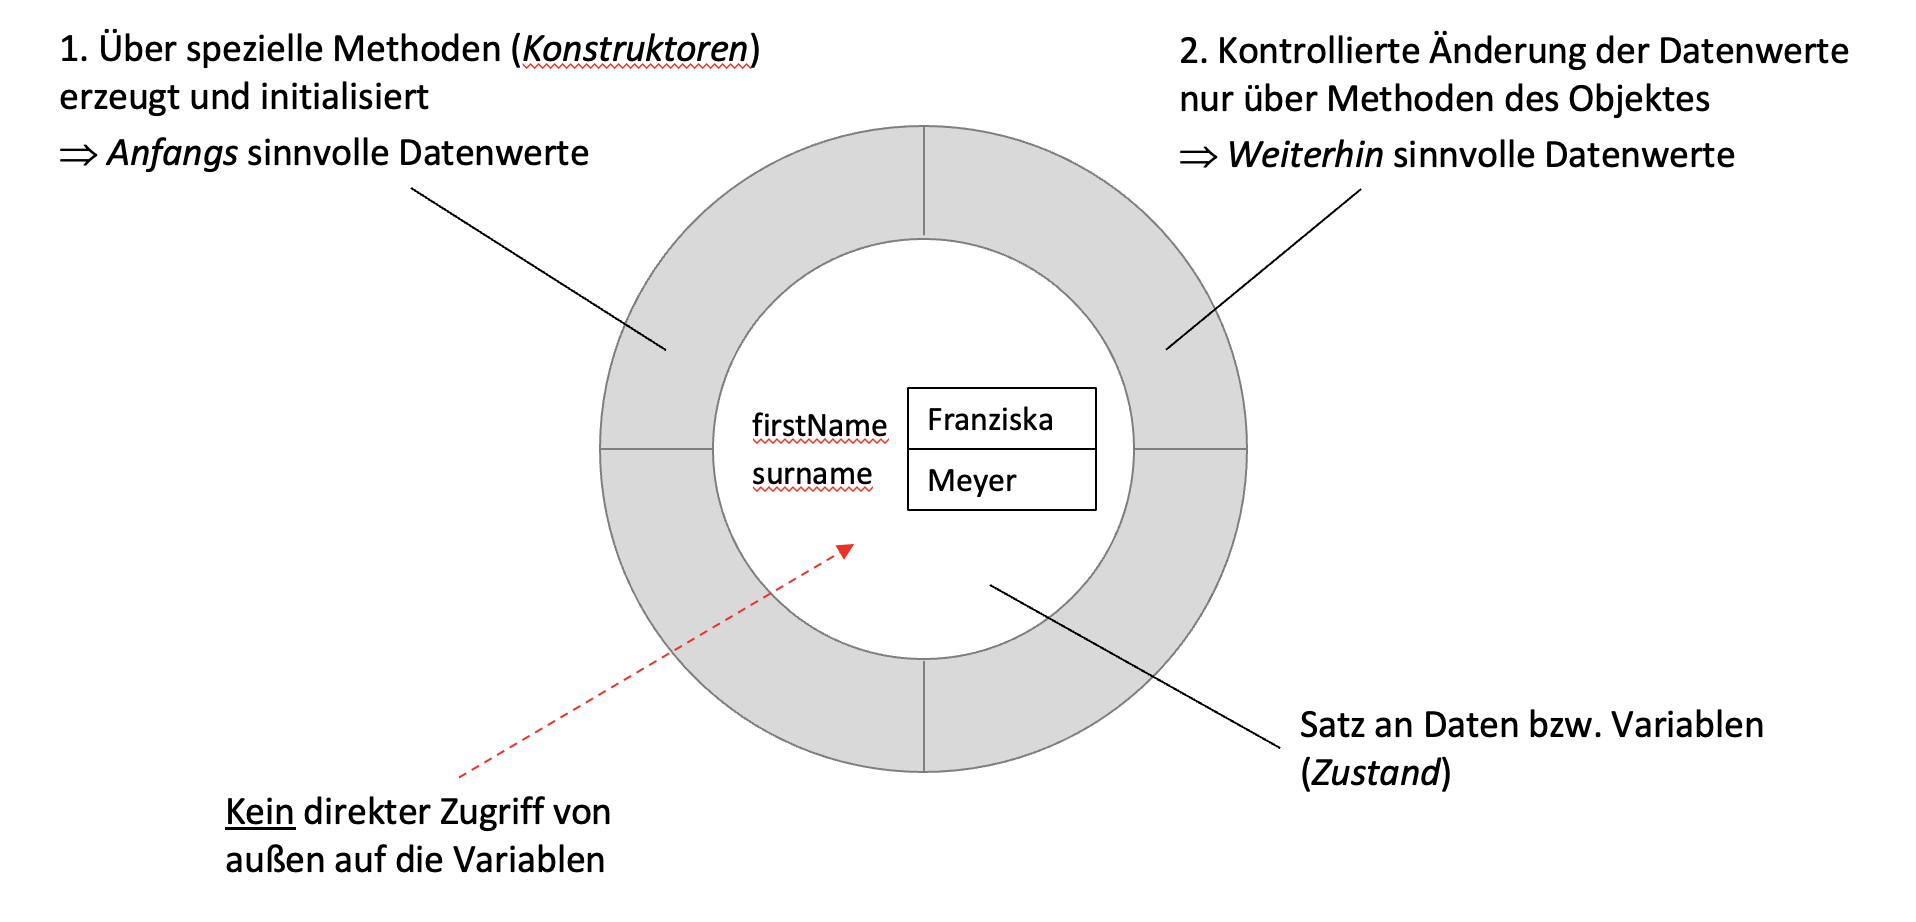 1. Über spezielle Methoden (Konstruktoren)
erzeugt und initialisiert
⇒ Anfangs sinnvolle Datenwerte
2. Kontrollierte Änderung der Datenwerte
nur über Methoden des Objektes
⇒ Weiterhin sinnvolle Datenwerte
firstName Franziska
surname Meyer
Satz an Daten bzw. Variablen
(Zustand)
Kein direkter Zugriff von
außen auf die Variablen